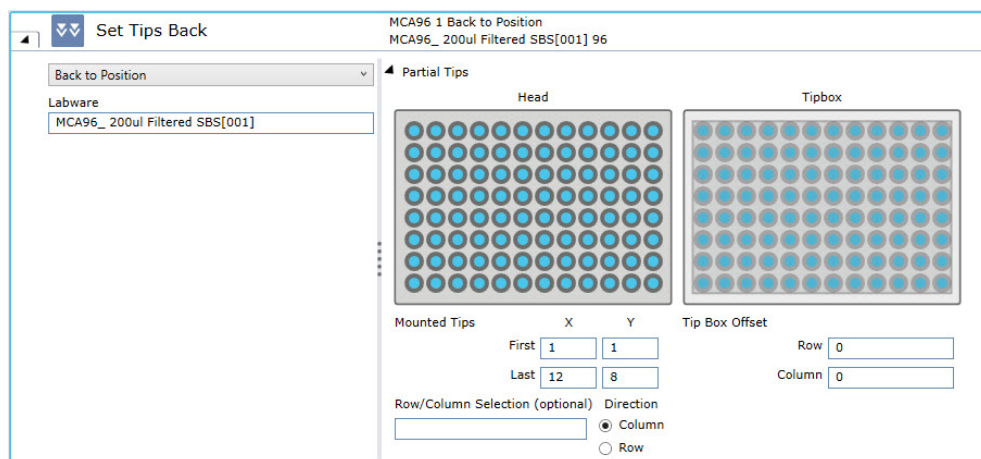 Set Tips Back
MCA96 1 Back to Position
MCA96_ 200ul Filtered SBS[001] 96
Back to Position
Labware
MCA96_ 200ul Filtered SBS[001]
Partial Tips
Head
Tipbox
Mounted Tips X Y
First 1 1
Last 12 8
Tip Box Offset
Row 0
Column 0
Row/Column Selection (optional) Direction
Column
Row